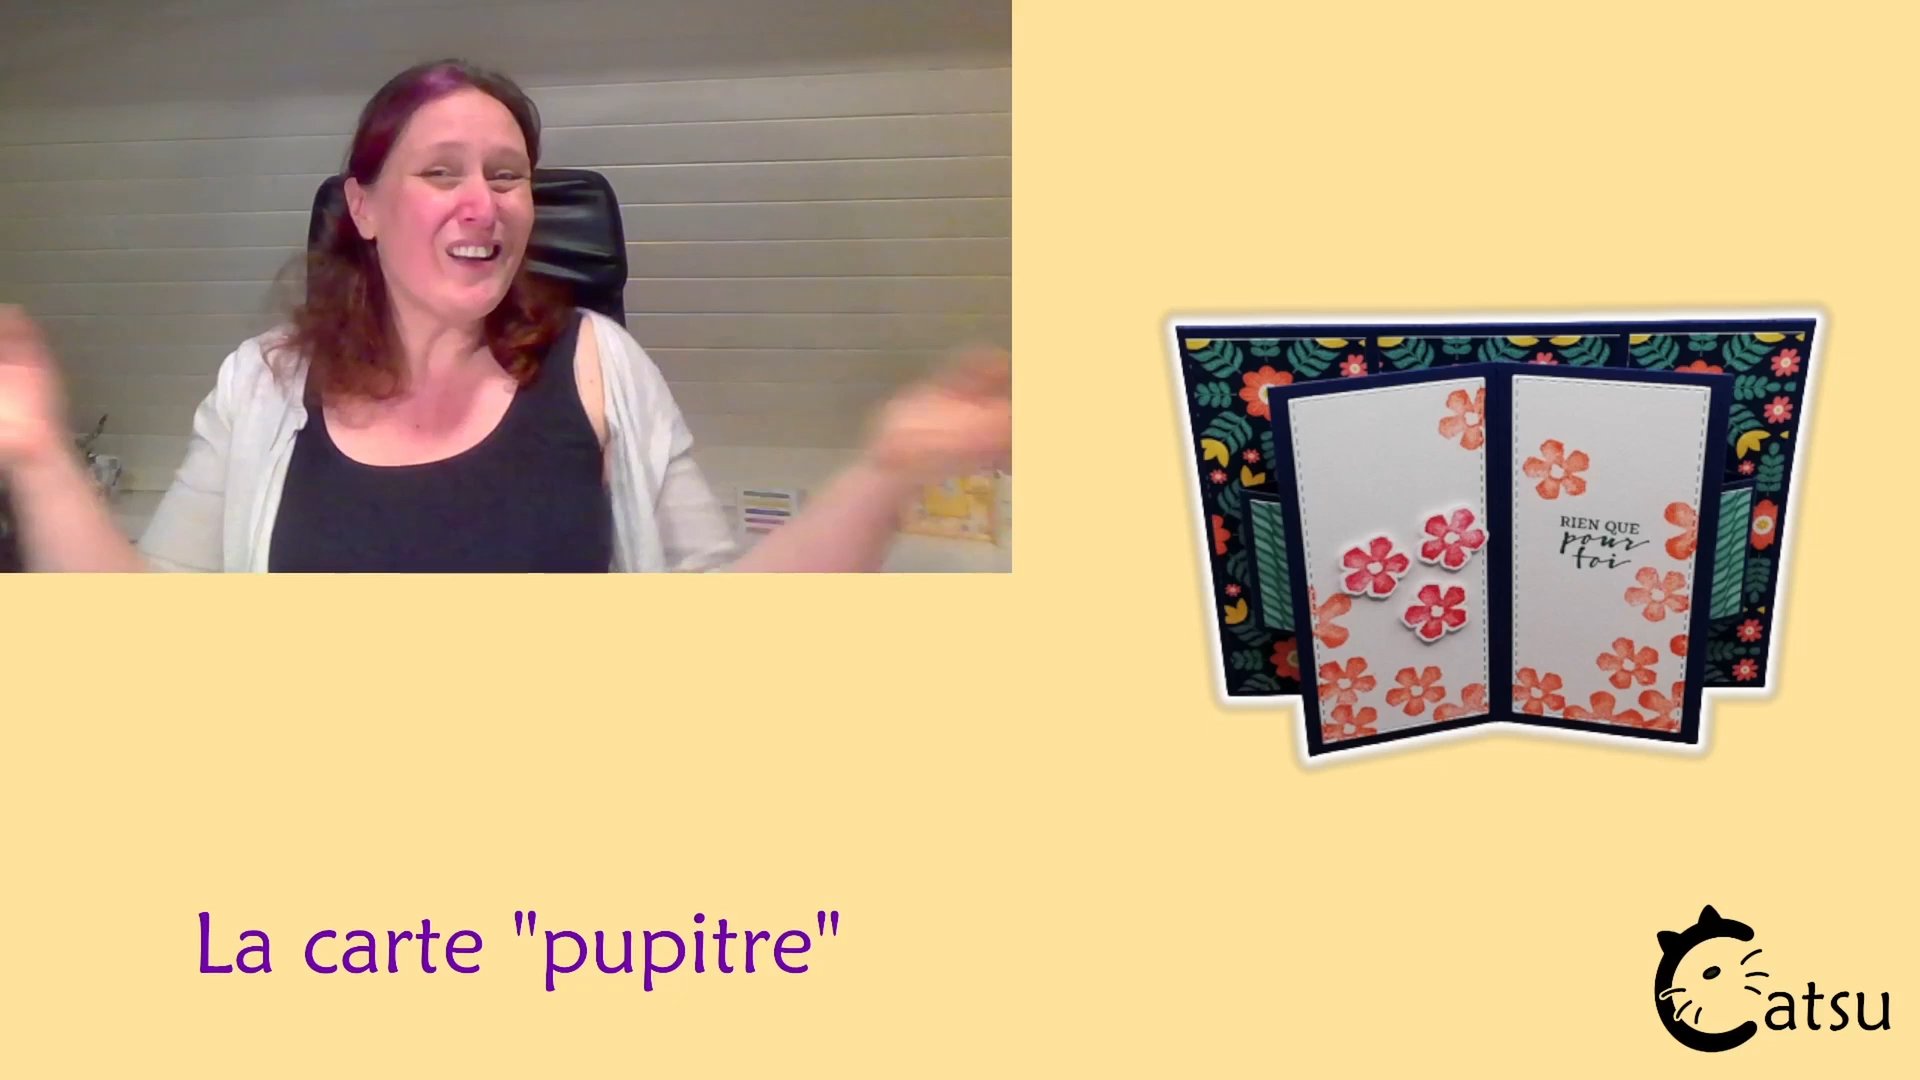 RIEN QUE
pour
toi
La carte "pupitre"
Catsu